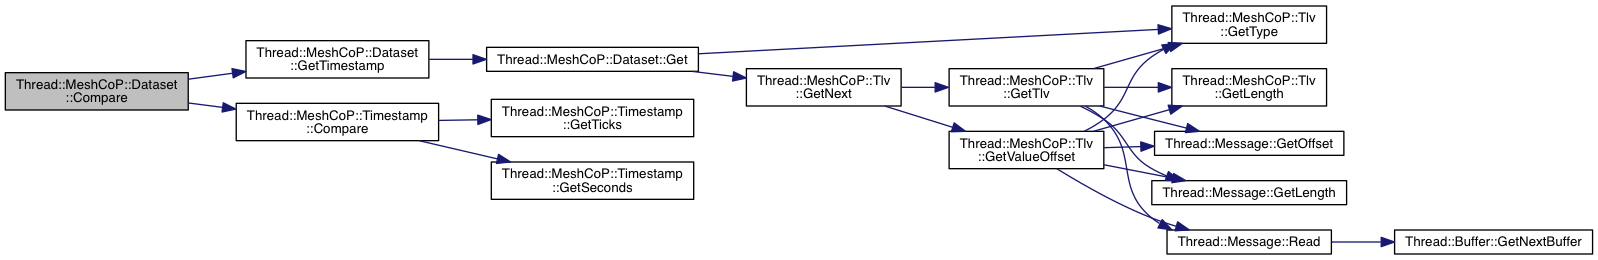 Thread::MeshCoP::Dataset
::Compare
Thread::MeshCoP::Dataset
::GetTimestamp
Thread::MeshCoP::Timestamp
::Compare
Thread::MeshCoP::Dataset::Get
Thread::MeshCoP::Timestamp
::GetTicks
Thread::MeshCoP::Timestamp
::GetSeconds
Thread::MeshCoP::Tlv
::GetNext
Thread::MeshCoP::Tlv
::GetTlv
Thread::MeshCoP::Tlv
::GetValueOffset
Thread::MeshCoP::Tlv
::GetType
Thread::MeshCoP::Tlv
::GetLength
Thread::Message::GetOffset
Thread::Message::GetLength
Thread::Message::Read
Thread::Buffer::GetNextBuffer